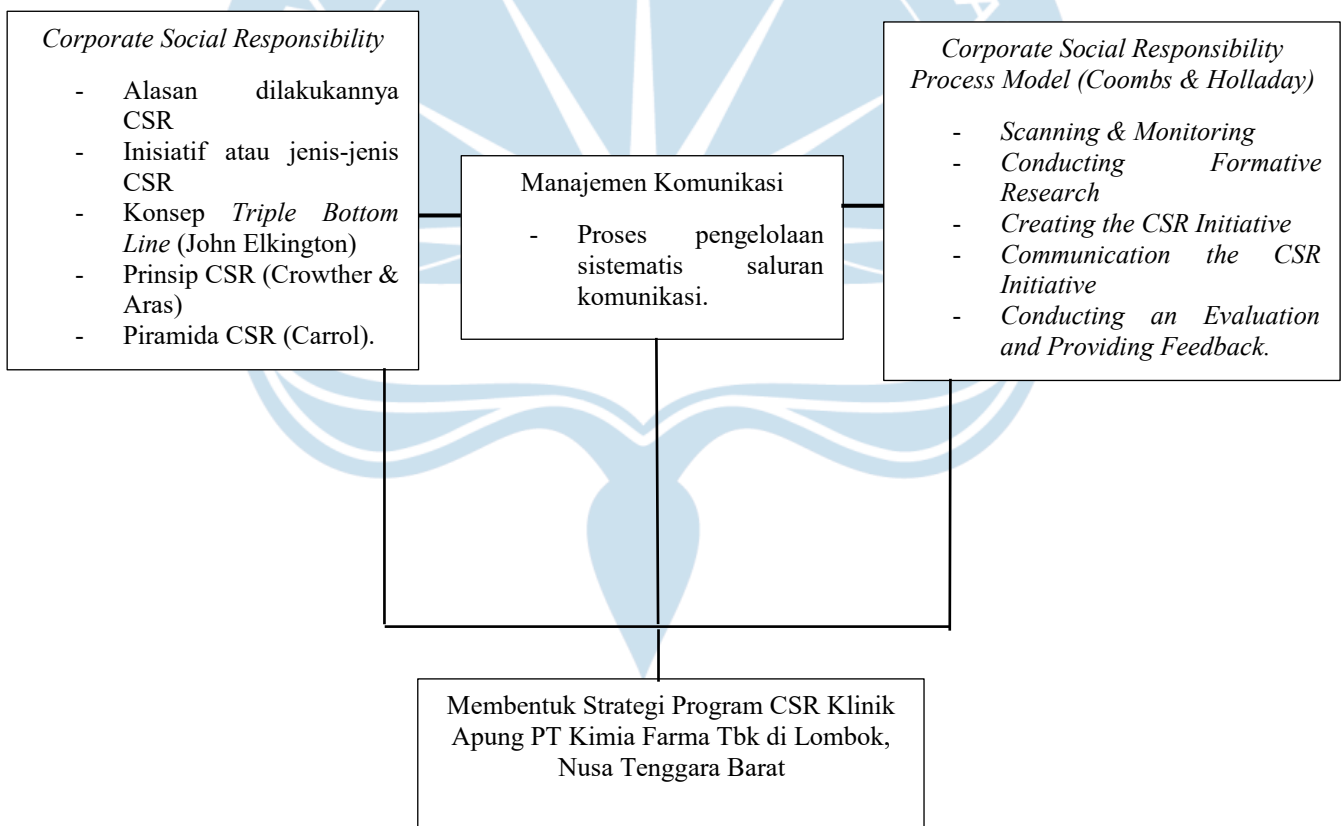 Corporate Social Responsibility
- Alasan dilakukannya
CSR
- Inisiatif atau jenis-jenis
CSR
- Konsep Triple Bottom
Line (John Elkington)
- Prinsip CSR (Crowther &
Aras)
- Piramida CSR (Carrol).
Manajemen Komunikasi
- Proses pengelolaan
sistematis saluran
komunikasi.
Corporate Social Responsibility
Process Model (Coombs & Holladay)
- Scanning & Monitoring
- Conducting Formative
Research
- Creating the CSR Initiative
- Communication the CSR
Initiative
- Conducting an Evaluation
and Providing Feedback.
Membentuk Strategi Program CSR Klinik
Apung PT Kimia Farma Tbk di Lombok,
Nusa Tenggara Barat